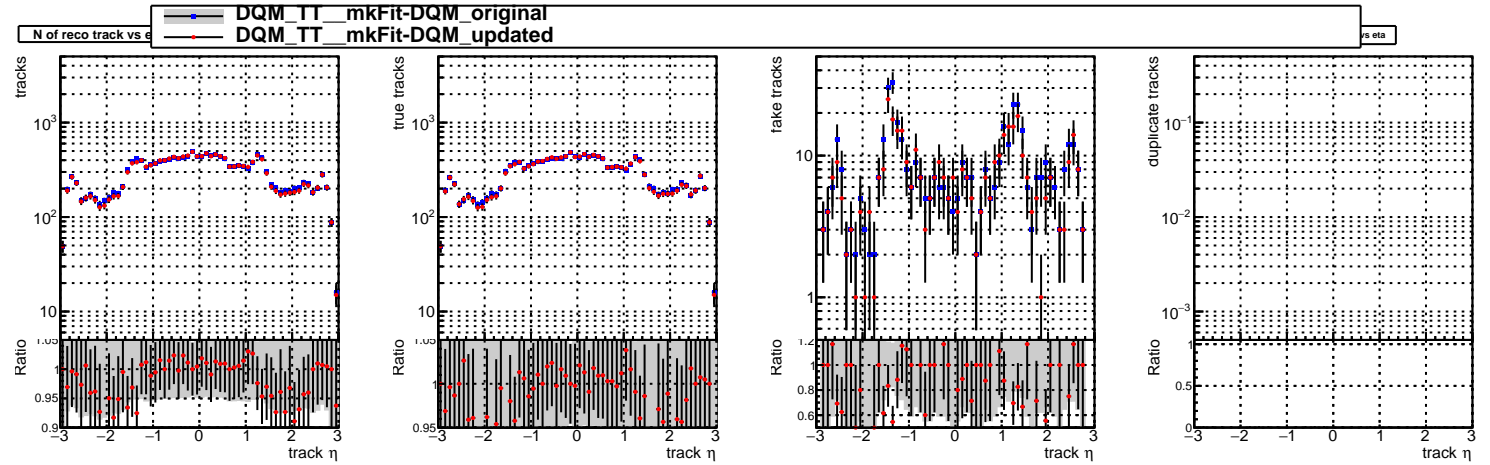 DQM_TT__mkFit-DQM_original
DQM_TT__mkFit-DQM_updated
N of reco track vs e
vs eta
tracks
10³
10²
10
Ratio
1.05
1
0.95
0.9
−3 −2 −1 0 1 2 3
track η
true tracks
10³
10²
10
Ratio
1.05
1
0.95
−3 −2 −1 0 1 2 3
track η
fake tracks
10
1
Ratio
1.2
1
0.8
0.6
−3 −2 −1 0 1 2 3
track η
duplicate tracks
10⁻¹
10⁻²
10⁻³
Ratio
1
0.5
0
−3 −2 −1 0 1 2 3
track η